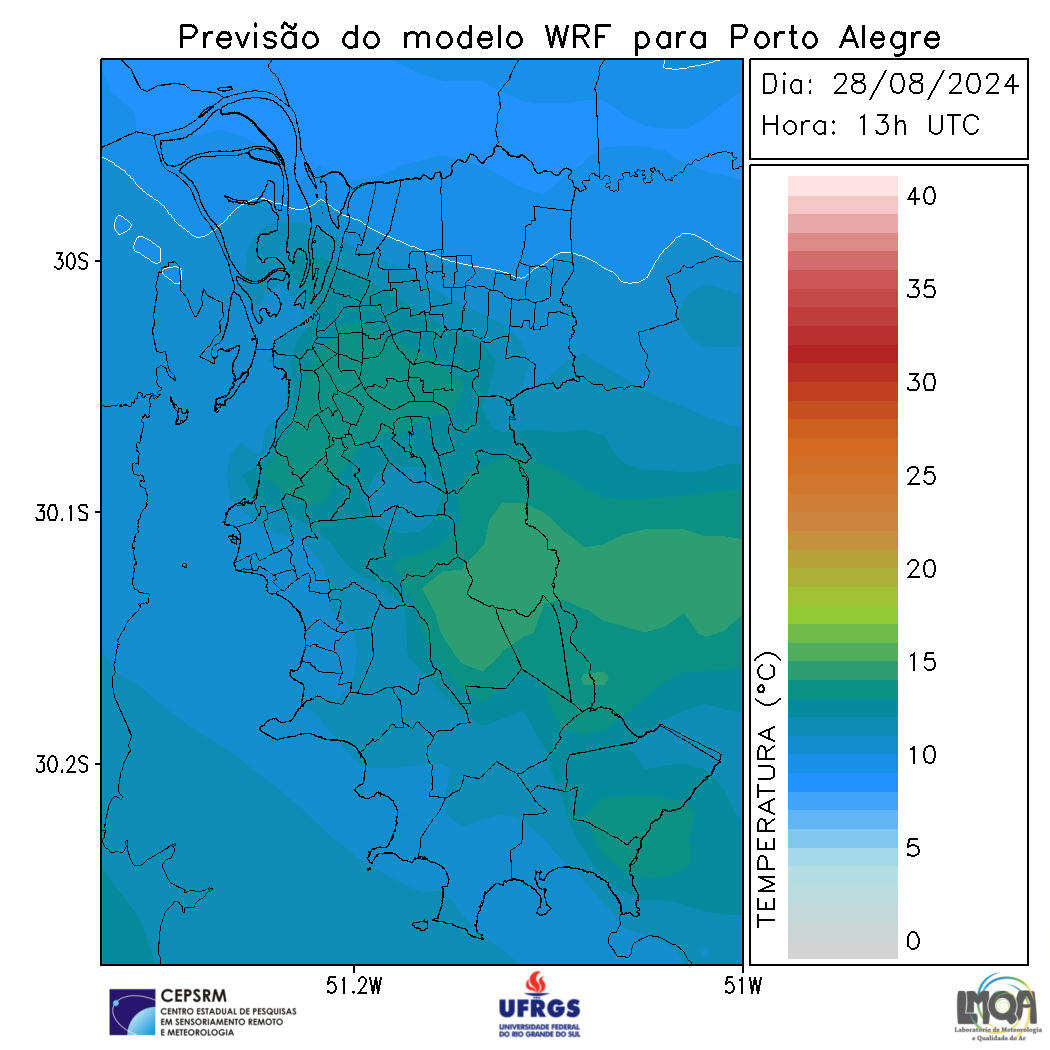 Previsão do modelo WRF para Porto Alegre
Dia: 28/08/2024
Hora: 13h UTC
40
35
30
25
20
15
10
5
0
TEMPERATURA (°C)
30S
30.1S
30.2S
51.2W
51W
CEPSRM
CENTRO ESTADUAL DE PESQUISAS
EM SENSORIAMENTO REMOTO
E METEOROLOGIA
UFRGS
UNIVERSIDADE FEDERAL
DO RIO GRANDE DO SUL
LMQA
Laboratório de Meteorologia
e Qualidade do Ar